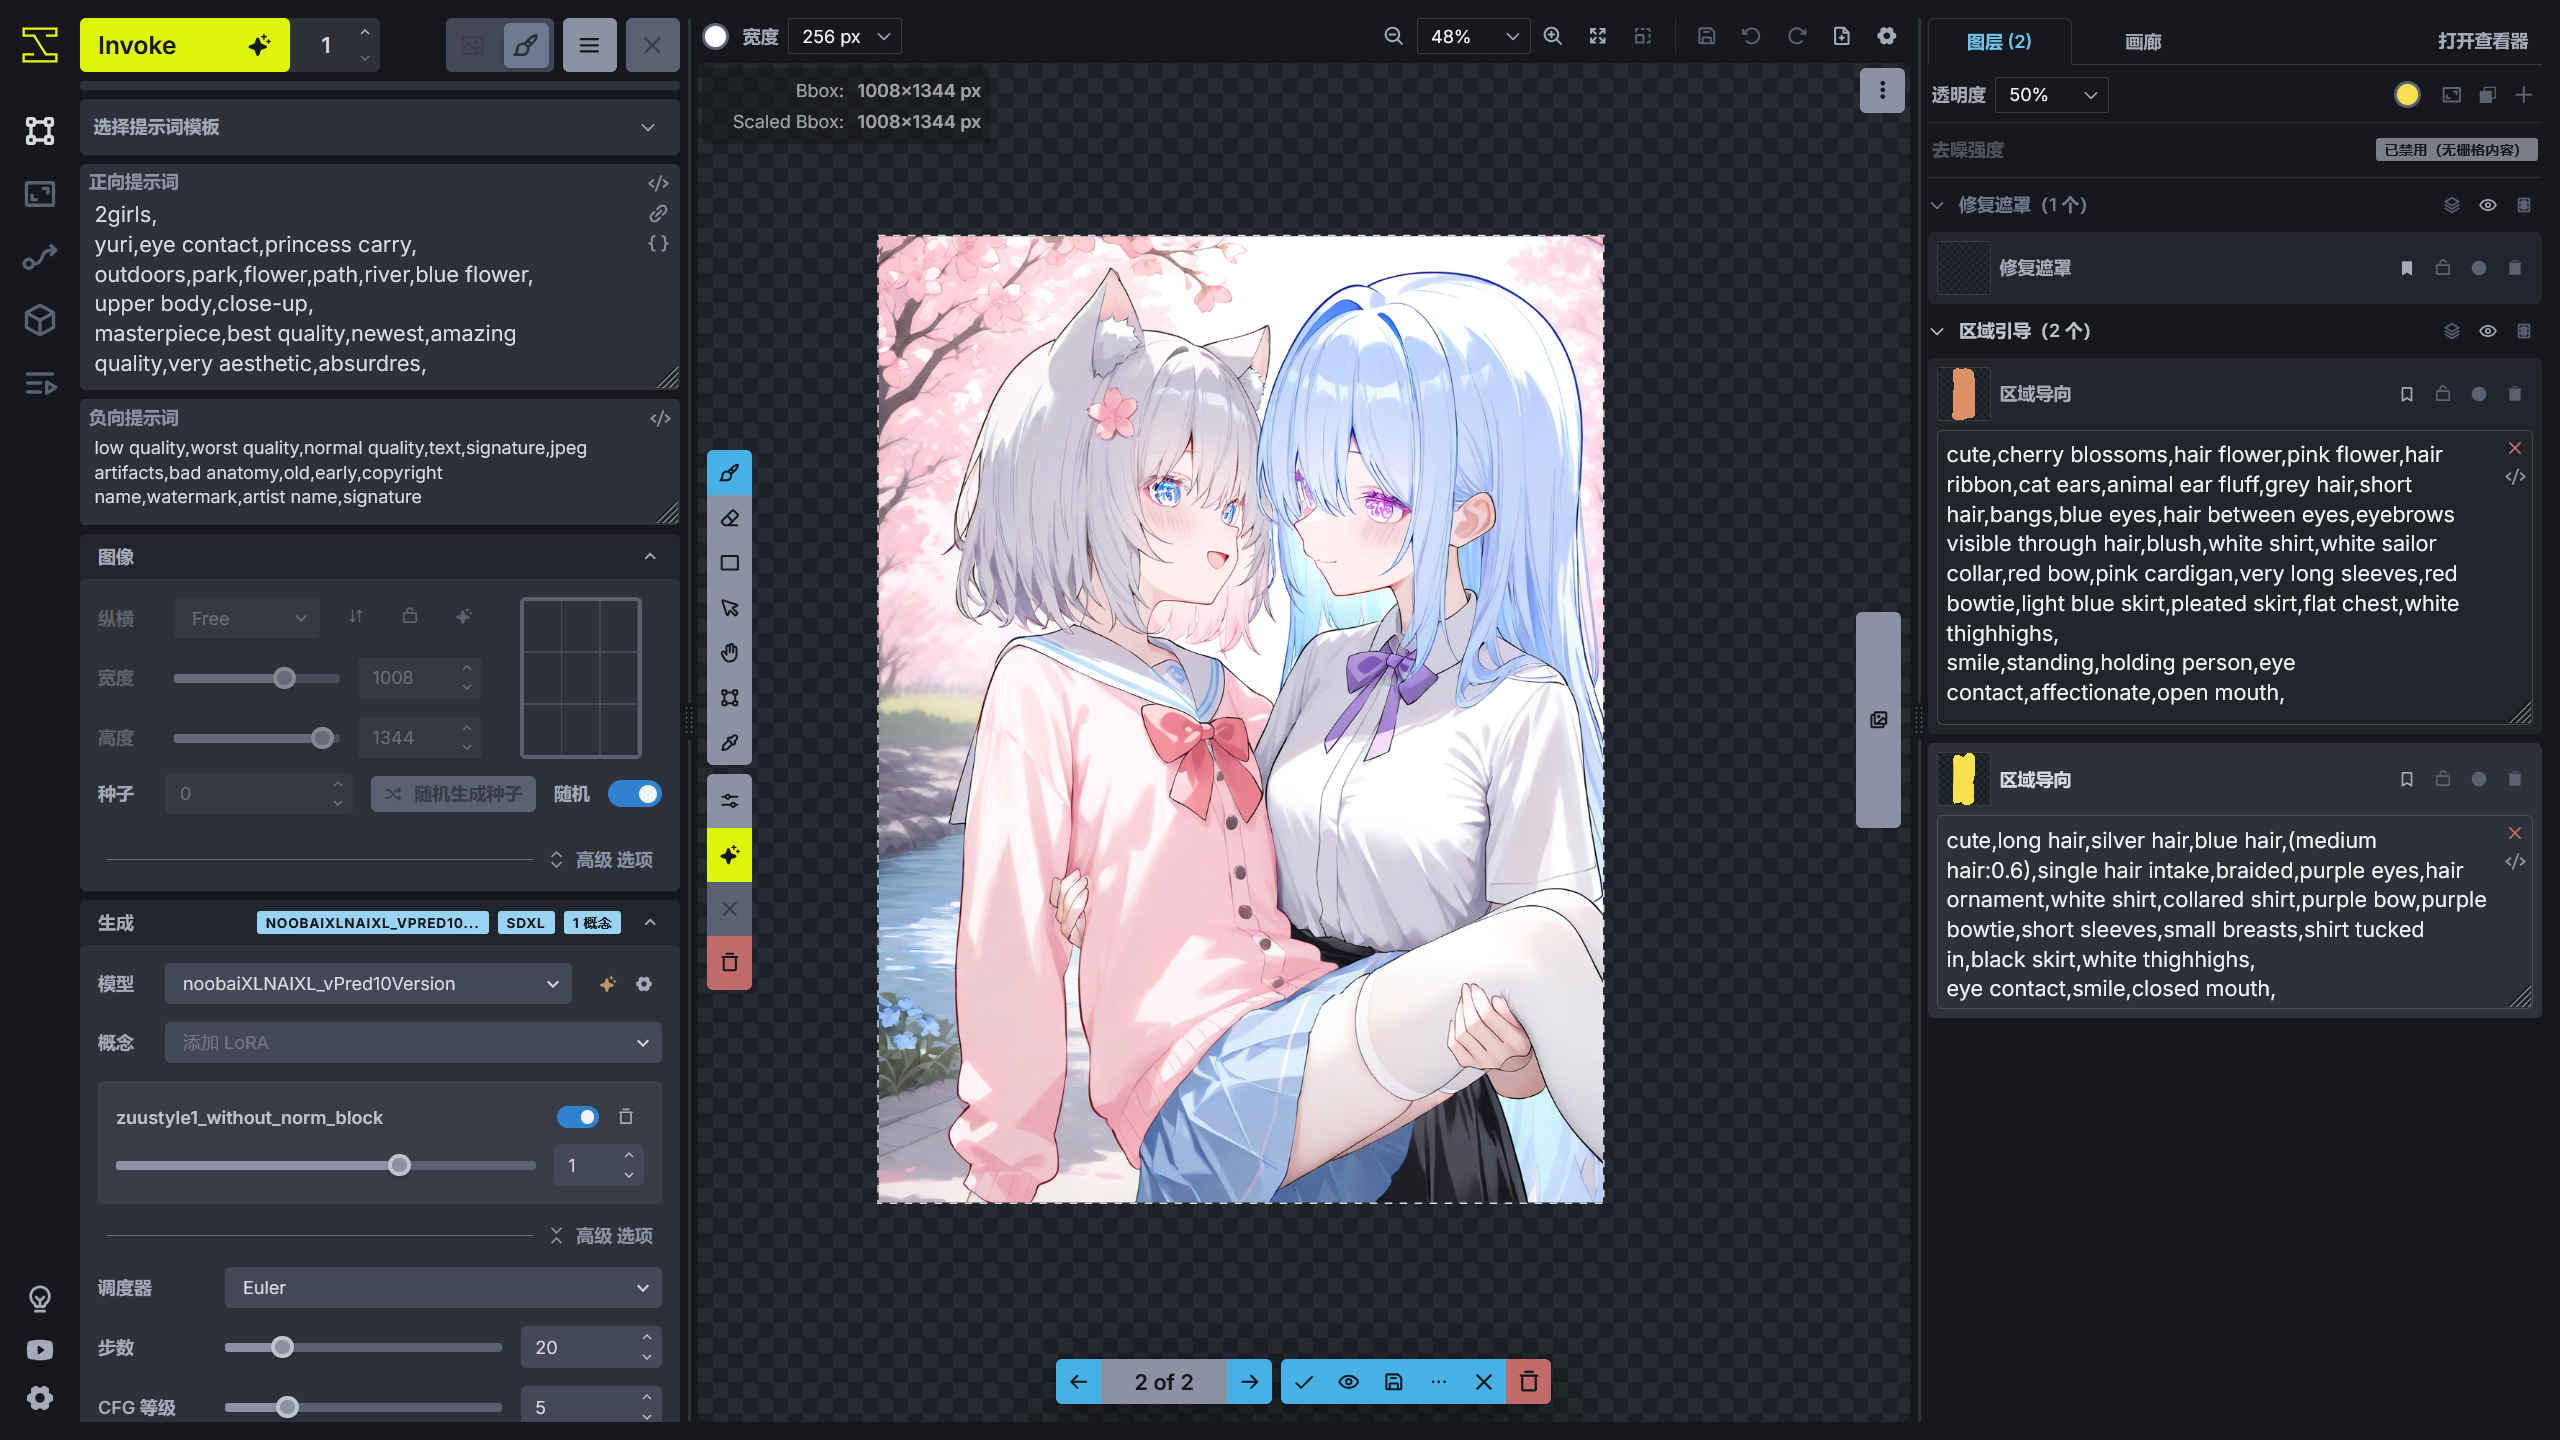 Invoke
1
选择提示词模板
正向提示词
2girls,
yuri,eye contact,princess carry,
outdoors,park,flower,path,river,blue flower,
upper body,close-up,
masterpiece,best quality,newest,amazing
quality,very aesthetic,absurdres,
负向提示词
low quality,worst quality,normal quality,text,signature,jpeg
artifacts,bad anatomy,old,early,copyright
name,watermark,artist name,signature
图像
纵横
Free
宽度
1008
高度
1344
种子
0
随机生成种子
随机
高级 选项
生成
NOOBAIXLNAIXL_VPRED10...
SDXL
1 概念
模型
noobaiXLNAIXL_vPred10Version
概念
添加 LoRA
zuustyle1_without_norm_block
1
高级 选项
调度器
Euler
步数
20
CFG 等级
5
宽度
256 px
48%
Bbox: 1008×1344 px
Scaled Bbox: 1008×1344 px
2 of 2
图层 (2)
画廊
打开查看器
透明度
50%
去噪强度
已禁用（无栅格内容）
修复遮罩（1 个）
修复遮罩
区域引导（2 个）
区域导向
cute,cherry blossoms,hair flower,pink flower,hair
ribbon,cat ears,animal ear fluff,grey hair,short
hair,bangs,blue eyes,hair between eyes,eyebrows
visible through hair,blush,white shirt,white sailor
collar,red bow,pink cardigan,very long sleeves,red
bowtie,light blue skirt,pleated skirt,flat chest,white
thighhighs,
smile,standing,holding person,eye
contact,affectionate,open mouth,
区域导向
cute,long hair,silver hair,blue hair,(medium
hair:0.6),single hair intake,braided,purple eyes,hair
ornament,white shirt,collared shirt,purple bow,purple
bowtie,short sleeves,small breasts,shirt tucked
in,black skirt,white thighhighs,
eye contact,smile,closed mouth,